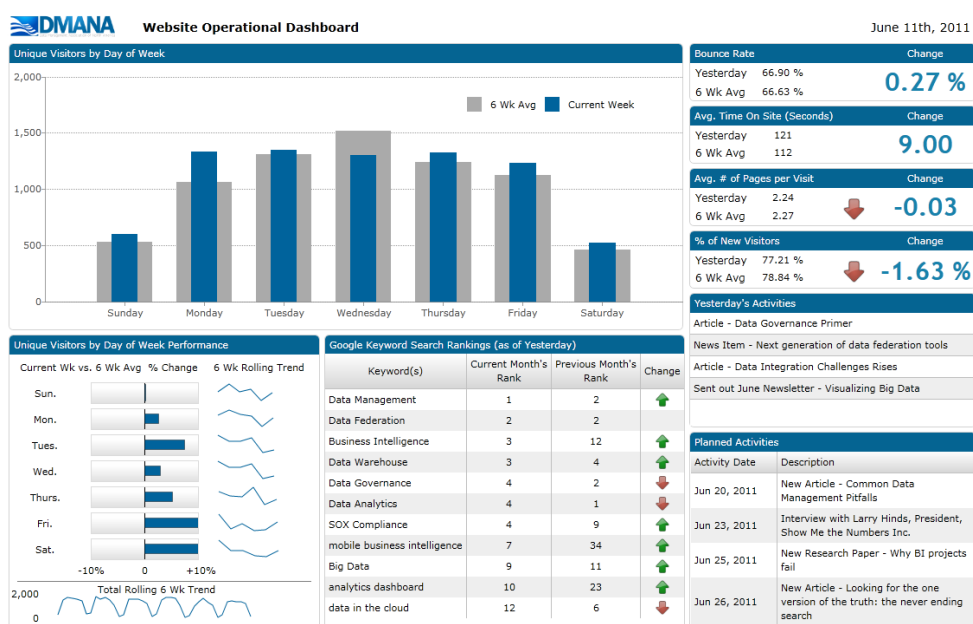 DMANA
Website Operational Dashboard
June 11th, 2011
Unique Visitors by Day of Week
2,000
1,500
1,000
500
0
6 Wk Avg Current Week
Sunday Monday Tuesday Wednesday Thursday Friday Saturday
Bounce Rate Change
Yesterday 66.90 %
6 Wk Avg 66.63 %
0.27 %
Avg. Time On Site (Seconds) Change
Yesterday 121
6 Wk Avg 112
9.00
Avg. # of Pages per Visit Change
Yesterday 2.24
6 Wk Avg 2.27
-0.03
% of New Visitors Change
Yesterday 77.21 %
6 Wk Avg 78.84 %
-1.63 %
Yesterday's Activities
Article - Data Governance Primer
News Item - Next generation of data federation tools
Article - Data Integration Challenges Rises
Sent out June Newsletter - Visualizing Big Data
Unique Visitors by Day of Week Performance
Current Wk vs. 6 Wk Avg % Change 6 Wk Rolling Trend
Sun.
Mon.
Tues.
Wed.
Thurs.
Fri.
Sat.
-10% 0 +10%
Total Rolling 6 Wk Trend
2,000
0
Google Keyword Search Rankings (as of Yesterday)
Keyword(s) Current Month's Rank Previous Month's Rank Change
Data Management 1 2
Data Federation 2 2
Business Intelligence 3 12
Data Warehouse 3 4
Data Governance 4 2
Data Analytics 4 1
SOX Compliance 4 9
mobile business intelligence 7 34
Big Data 9 11
analytics dashboard 10 23
data in the cloud 12 6
Planned Activities
Activity Date Description
Jun 20, 2011 New Article - Common Data
Management Pitfalls
Jun 23, 2011 Interview with Larry Hinds, President,
Show Me the Numbers Inc.
Jun 25, 2011 New Research Paper - Why BI projects
fail
Jun 26, 2011 New Article - Looking for the one
version of the truth: the never ending
search